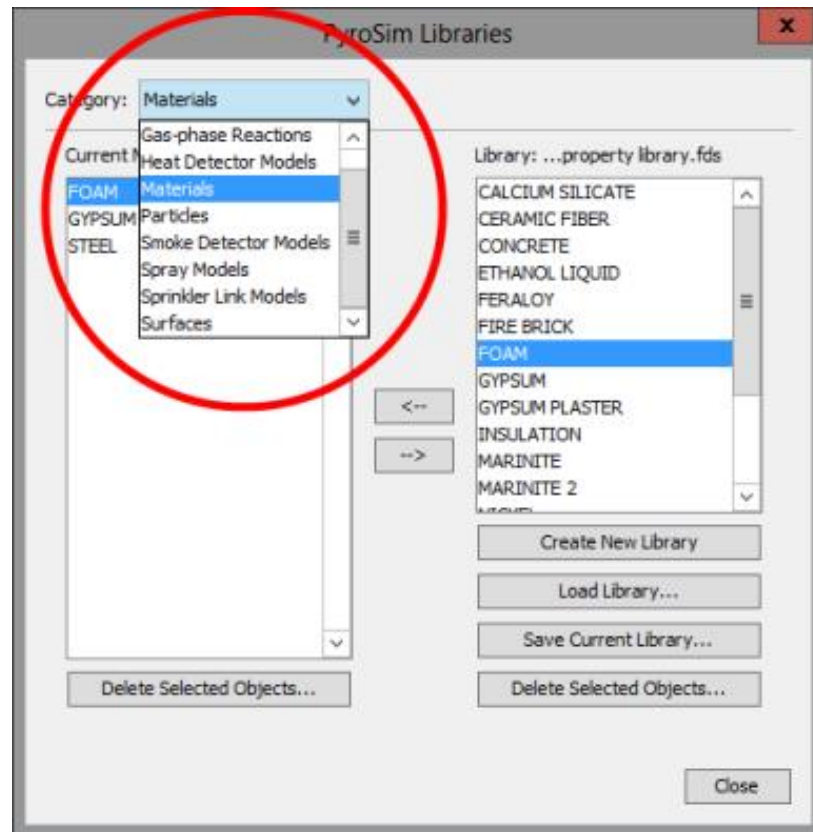 PyroSim Libraries
x
Category: Materials
Gas-phase Reactions
Heat Detector Models
Materials
Particles
Smoke Detector Models
Spray Models
Sprinkler Link Models
Surfaces
Current
FOAM
GYPSUM
STEEL
<--
-->
Library: ...property library.fds
CALCIUM SILICATE
CERAMIC FIBER
CONCRETE
ETHANOL LIQUID
FERALOY
FIRE BRICK
FOAM
GYPSUM
GYPSUM PLASTER
INSULATION
MARINITE
MARINITE 2
Create New Library
Load Library...
Save Current Library...
Delete Selected Objects...
Delete Selected Objects...
Close